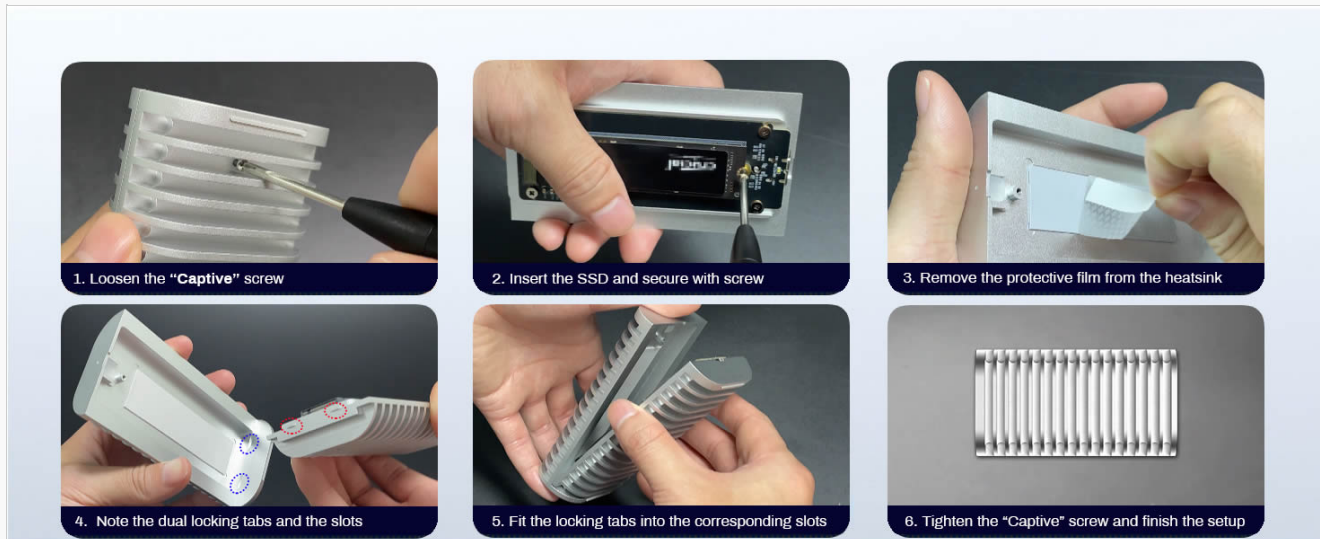 1. Loosen the “Captive” screw
crucial
2. Insert the SSD and secure with screw
3. Remove the protective film from the heatsink
4. Note the dual locking tabs and the slots
5. Fit the locking tabs into the corresponding slots
6. Tighten the “Captive” screw and finish the setup